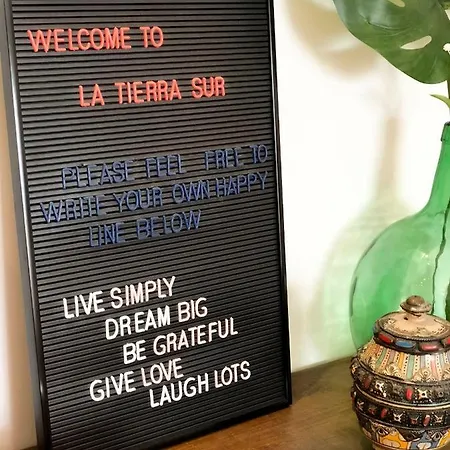 WELCOME TO
LA TIERRA SUR
PLEASE FEEL FREE TO
WRITE YOUR OWN HAPPY
LINE BELOW
LIVE SIMPLY
DREAM BIG
BE GRATEFUL
GIVE LOVE
LAUGH LOTS